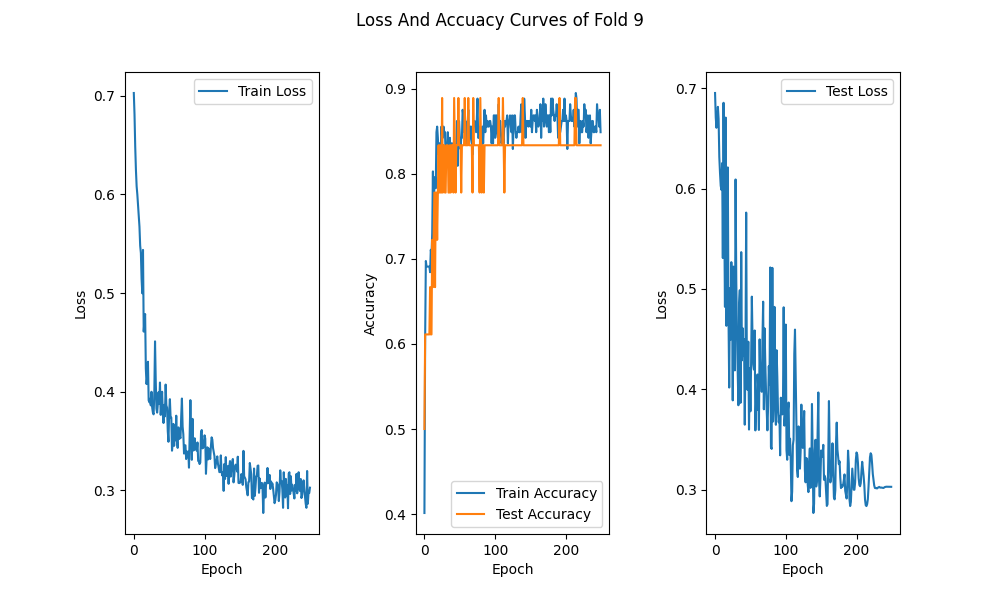 Loss And Accuacy Curves of Fold 9
Train Loss
0.7
0.6
0.5
0.4
0.3
Loss
0
100
200
Epoch
0.9
0.8
0.7
0.6
0.5
0.4
Accuracy
Train Accuracy
Test Accuracy
0
100
200
Epoch
Test Loss
0.7
0.6
0.5
0.4
0.3
Loss
0
100
200
Epoch